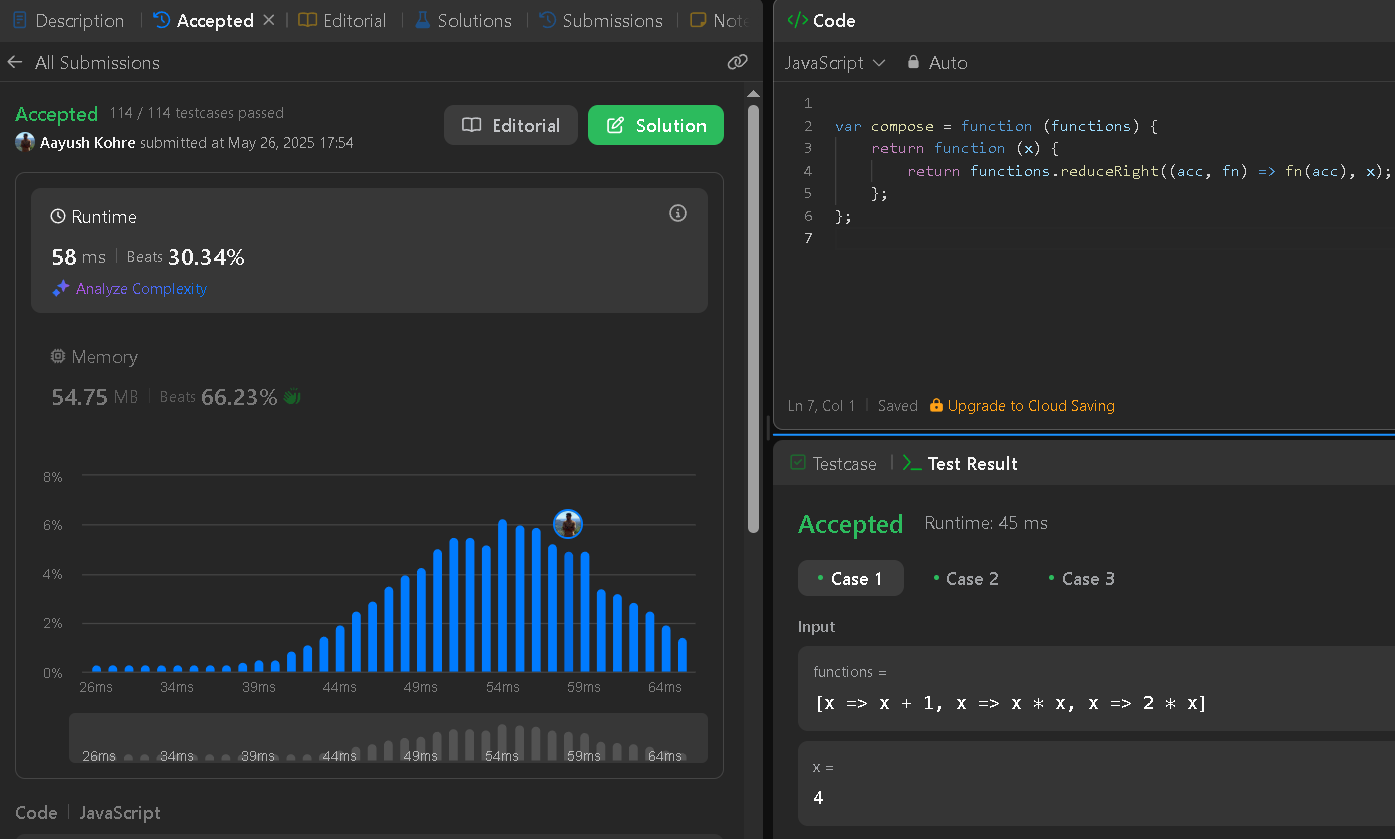 Description
Accepted
Editorial
Solutions
Submissions
Note
All Submissions
Accepted 114 / 114 testcases passed
Aayush Kohre submitted at May 26, 2025 17:54
Editorial
Solution
Runtime
58 ms Beats 30.34%
Analyze Complexity
Memory
54.75 MB Beats 66.23%
8%
6%
4%
2%
0%
26ms 34ms 39ms 44ms 49ms 54ms 59ms 64ms
26ms 34ms 39ms 44ms 49ms 54ms 59ms 64ms
Code JavaScript
</> Code
JavaScript Auto
1
2 var compose = function (functions) {
3 return function (x) {
4 return functions.reduceRight((acc, fn) => fn(acc), x);
5 };
6 };
7
Ln 7, Col 1 Saved Upgrade to Cloud Saving
Testcase >_ Test Result
Accepted Runtime: 45 ms
• Case 1 • Case 2 • Case 3
Input
functions =
[x => x + 1, x => x * x, x => 2 * x]
x =
4